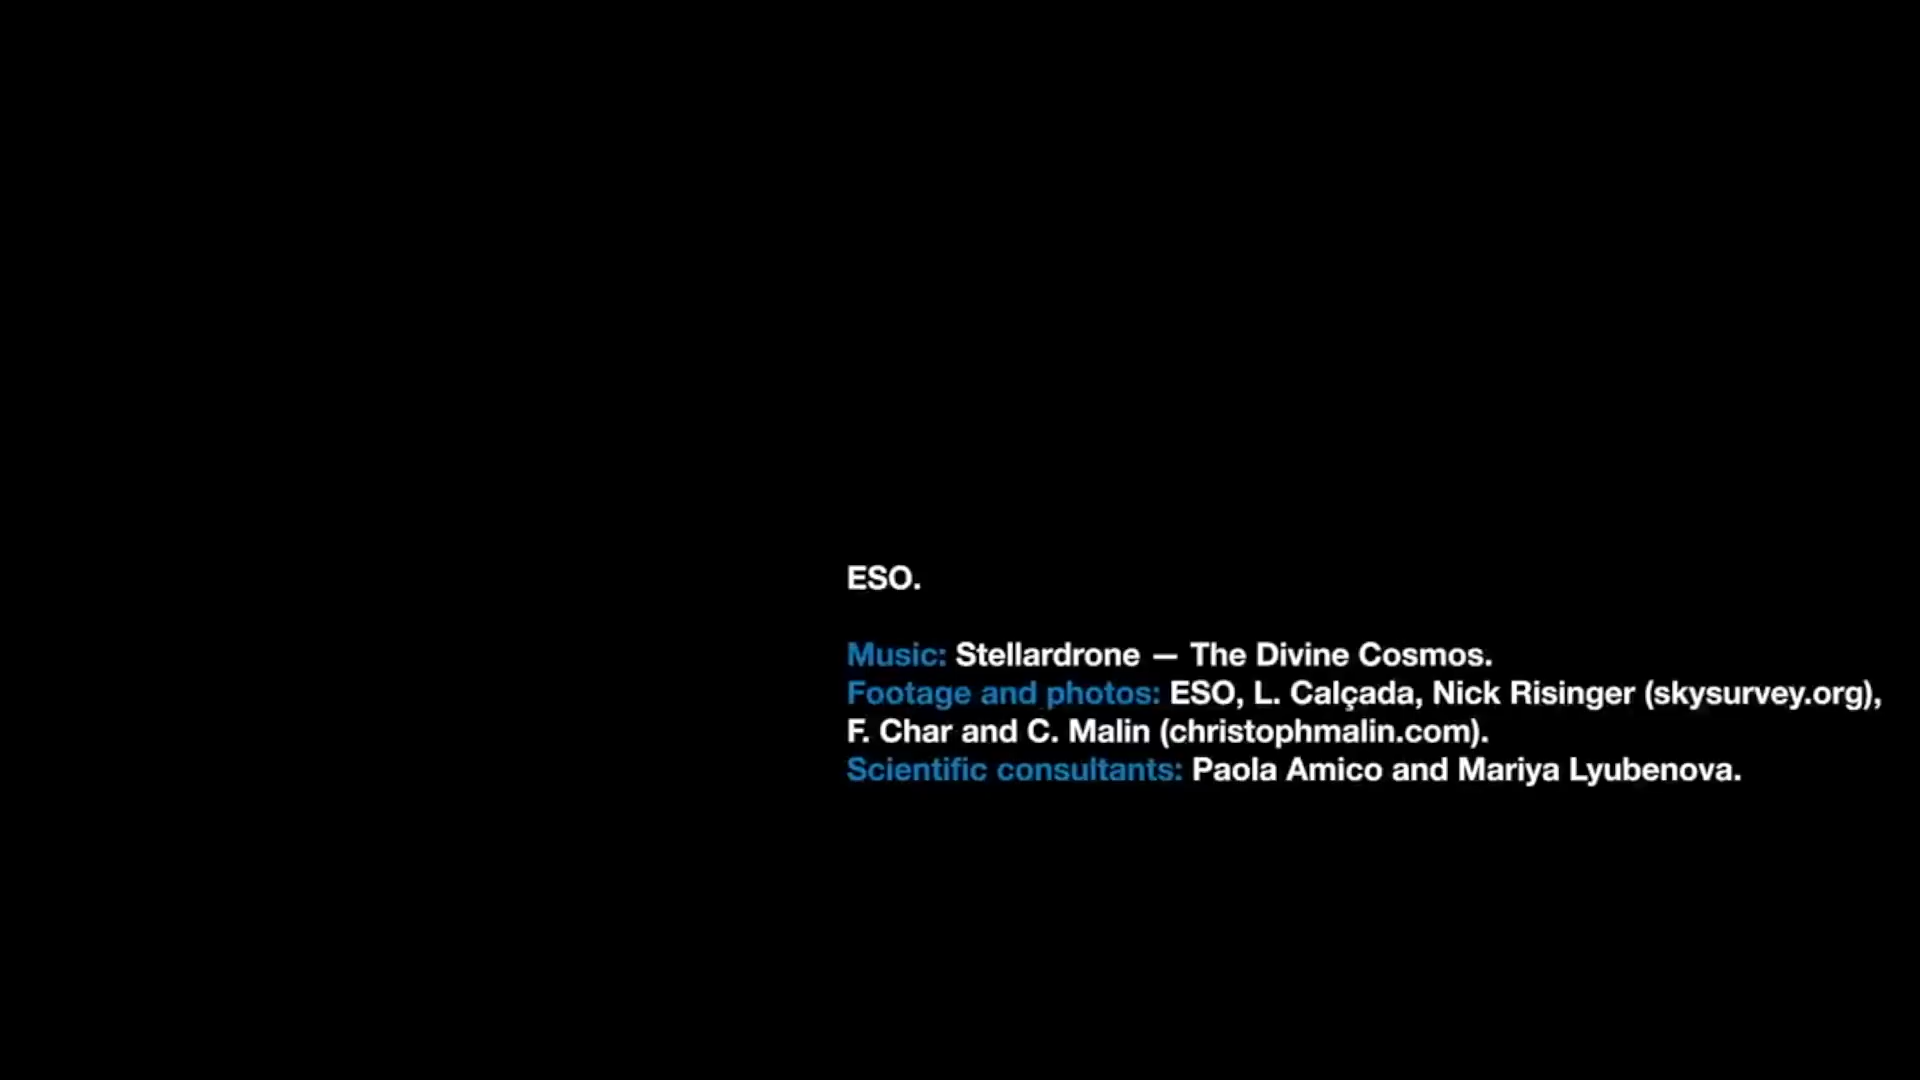 ESO.
Music: Stellardrone — The Divine Cosmos.
Footage and photos: ESO, L. Calçada, Nick Risinger (skysurvey.org),
F. Char and C. Malin (christophmalin.com).
Scientific consultants: Paola Amico and Mariya Lyubenova.